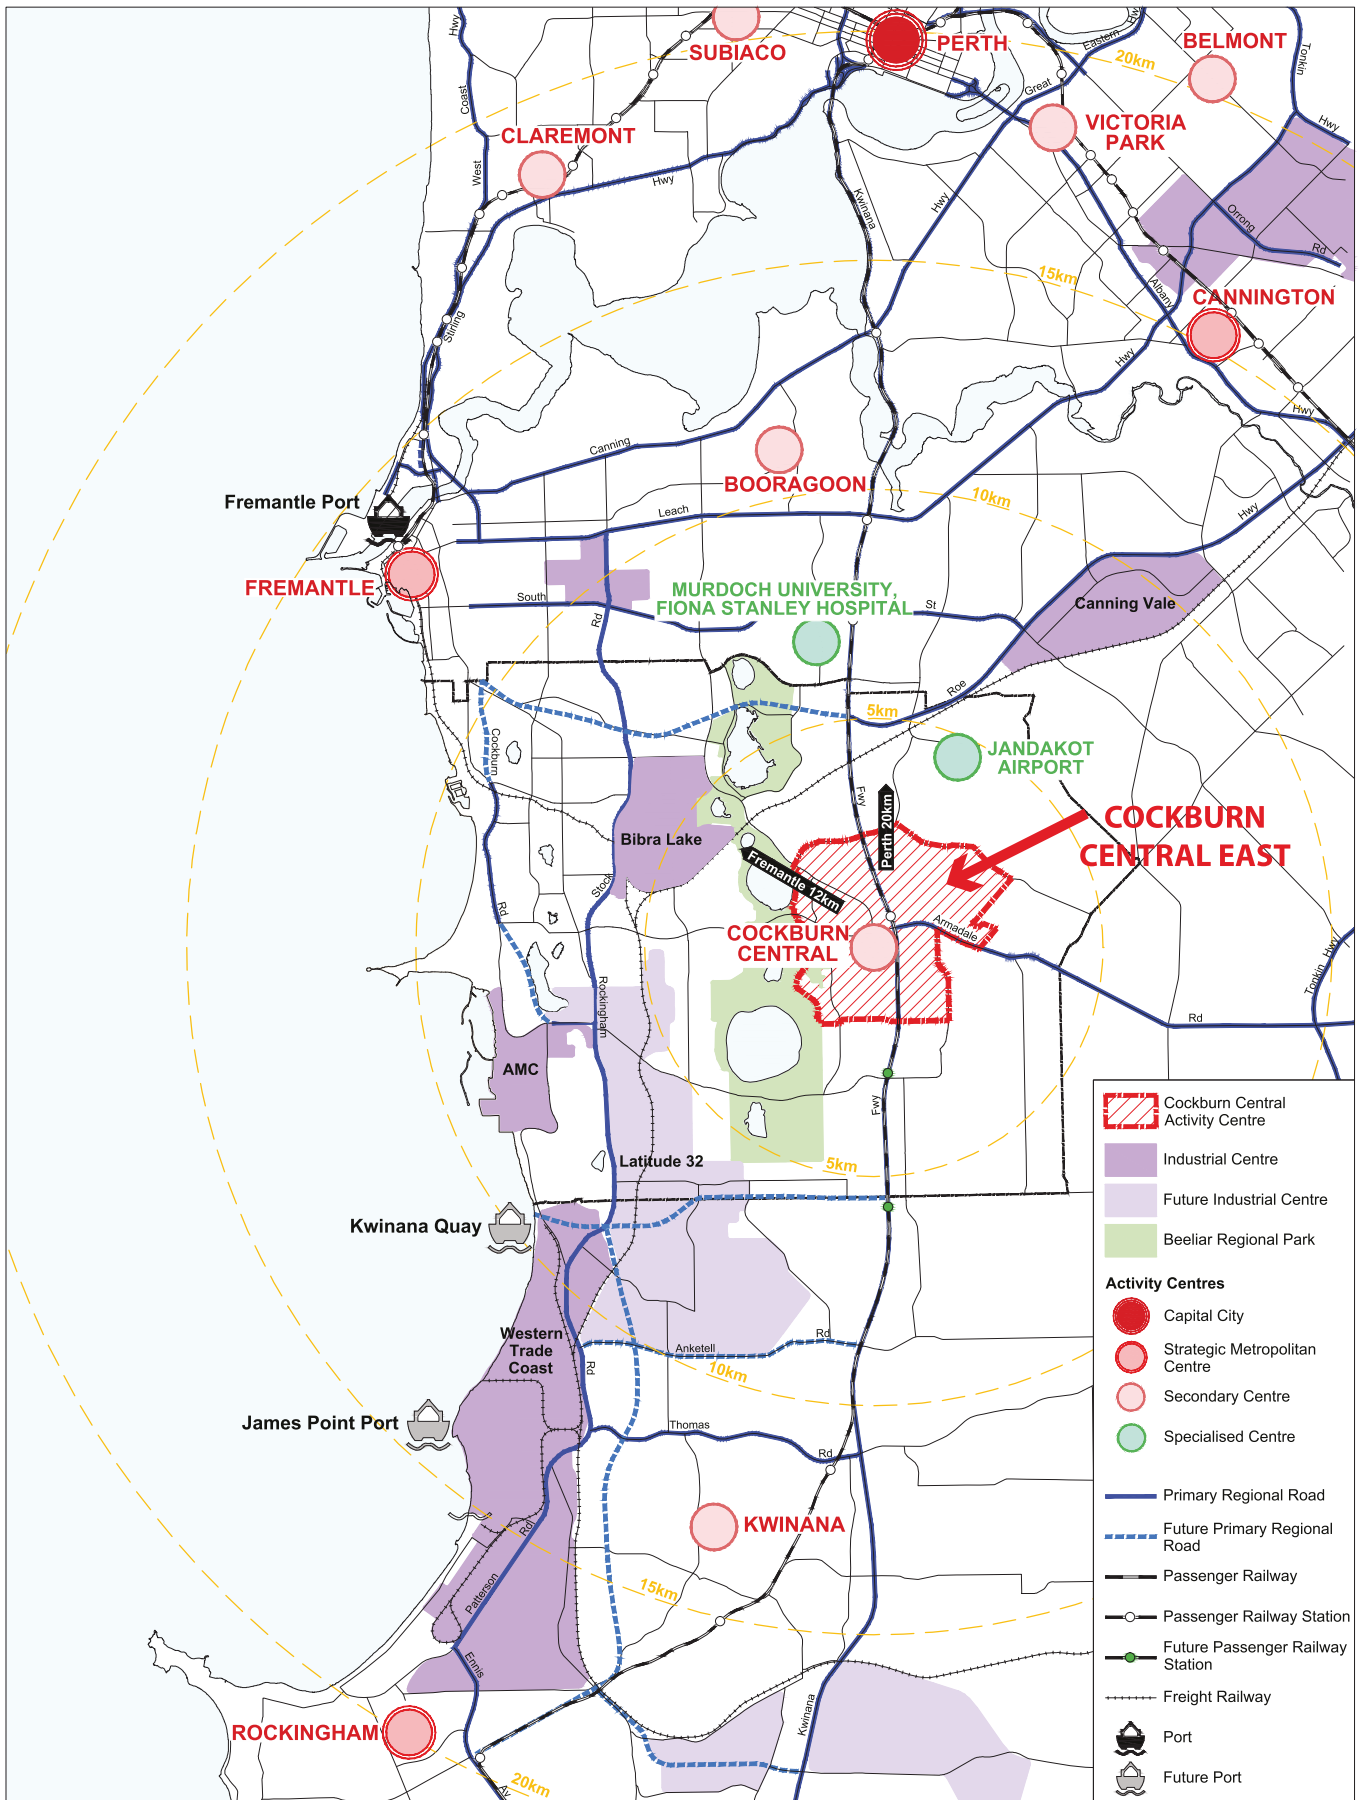 SUBIACO
PERTH
BELMONT
20km
Eastern
Hwy
Tonkin
Hwy
Hwy
Coast
West
CLAREMONT
Great
VICTORIA
PARK
Hwy
Kwinana
Hwy
Orrong
Rd
15km
Albany
CANNINGTON
Stirling
Hwy
Hwy
Canning
BOORAGOON
10km
Fremantle Port
Leach
Hwy
FREMANTLE
South
Rd
MURDOCH UNIVERSITY,
FIONA STANLEY HOSPITAL
St
Canning Vale
Roe
5km
Cockburn
JANDAKOT
AIRPORT
Fwy
Perth 20km
COCKBURN
CENTRAL EAST
Bibra Lake
Fremantle 12km
Stock
Rd
COCKBURN
CENTRAL
Armadale
Tonkin
Hwy
Rockingham
Rd
AMC
Fwy
Latitude 32
5km
Kwinana Quay
Western
Trade
Coast
Anketell
Rd
Rd
10km
James Point Port
Thomas
Rd
KWINANA
Rd
15km
Patterson
Ennis
Kwinana
ROCKINGHAM
20km
Av
Cockburn Central
Activity Centre
Industrial Centre
Future Industrial Centre
Beeliar Regional Park
Activity Centres
Capital City
Strategic Metropolitan
Centre
Secondary Centre
Specialised Centre
Primary Regional Road
Future Primary Regional
Road
Passenger Railway
Passenger Railway Station
Future Passenger Railway
Station
Freight Railway
Port
Future Port